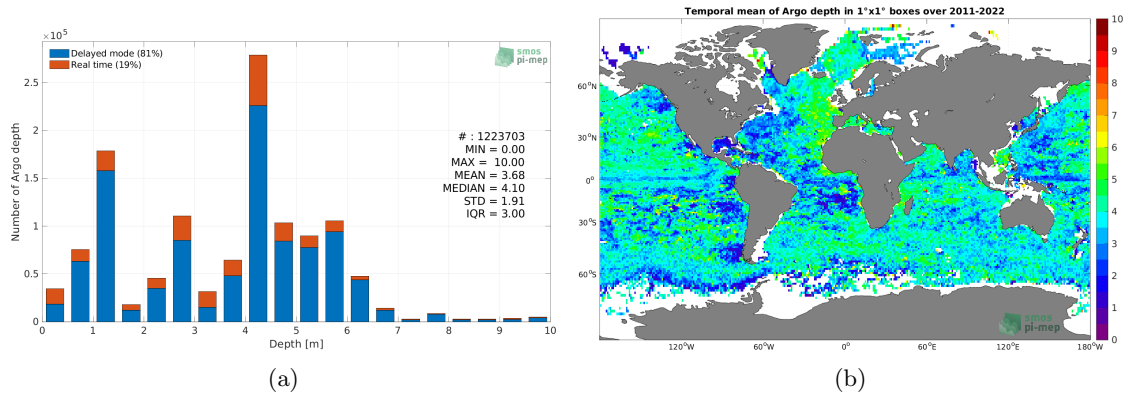 ×10⁵
Delayed mode (81%)
Real time (19%)
smos
pi-mep
2.5
2
1.5
1
0.5
0
Number of Argo depth
# : 1223703
MIN = 0.00
MAX = 10.00
MEAN = 3.68
MEDIAN = 4.10
STD = 1.91
IQR = 3.00
0 1 2 3 4 5 6 7 8 9 10
Depth [m]
(a)
Temporal mean of Argo depth in 1°x1° boxes over 2011-2022
60°N
30°N
0°
30°S
60°S
120°W 60°W 0° 60°E 120°E 180°W
smos
pi-mep
10
9
8
7
6
5
4
3
2
1
0
(b)